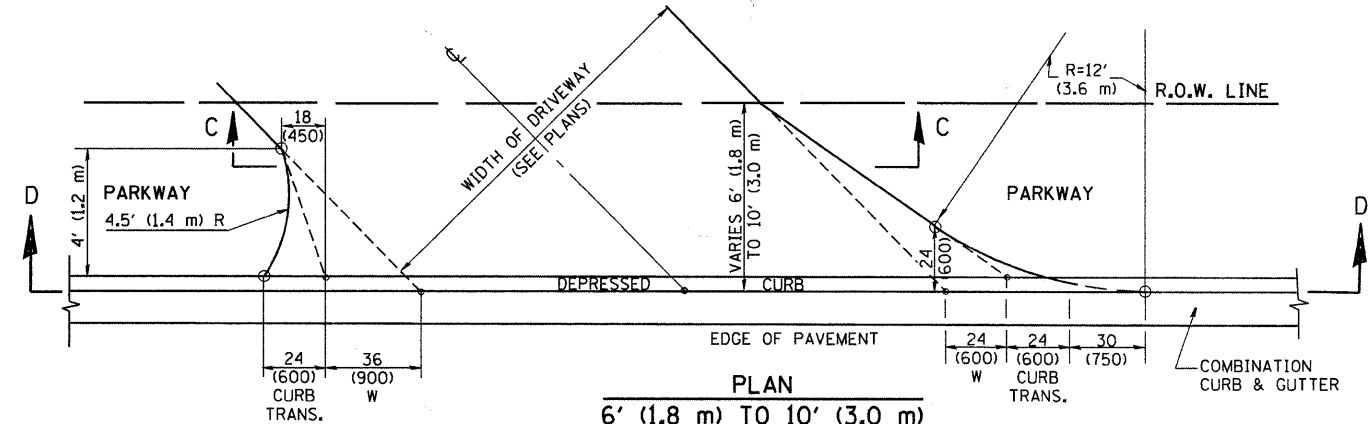 R=12'
(3.6 m)
R.O.W. LINE
C
18
(450)
WIDTH OF DRIVEWAY
(SEE PLANS)
VARIES 6' (1.8 m)
TO 10' (3.0 m)
C
D
4' (1.2 m)
PARKWAY
4.5' (1.4 m) R
PARKWAY
D
24
(600)
DEPRESSED CURB
EDGE OF PAVEMENT
24
(600)
CURB
TRANS.
36
(900)
W
24
(600)
W
24
(600)
CURB
TRANS.
30
(750)
COMBINATION
CURB & GUTTER
PLAN
6' (1.8 m) TO 10' (3.0 m)